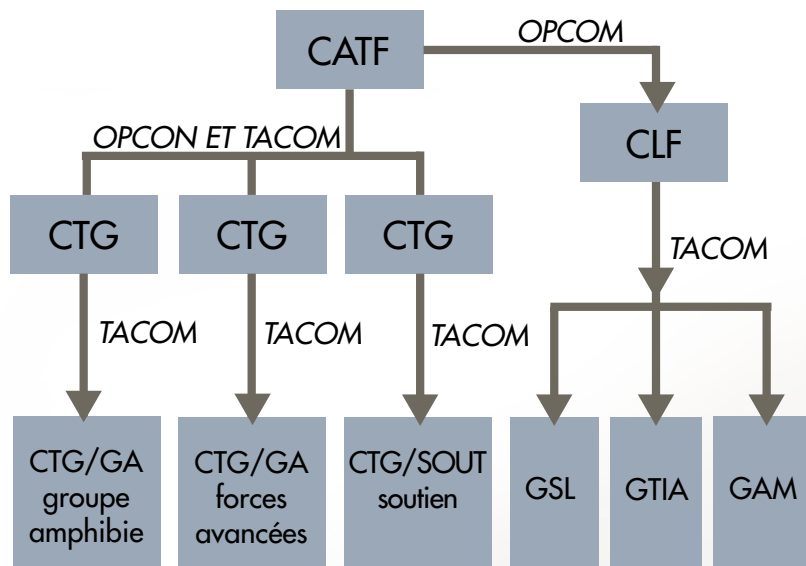 CATF
OPCOM
CLF
OPCON ET TACOM
CTG
CTG
CTG
TACOM
TACOM
TACOM
TACOM
CTG/GA
groupe
amphibie
CTG/GA
forces
avancées
CTG/SOUT
soutien
GSL
GTIA
GAM